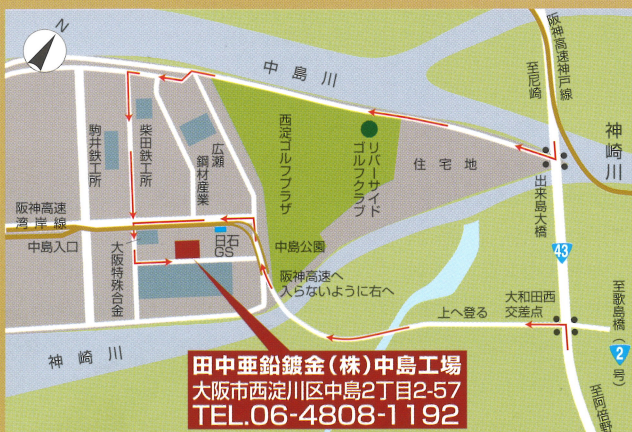 N
中島川
阪神高速神戸線
至尼崎
神崎川
駒井鉄工所
柴田鉄工所
広瀬
鋼材産業
西淀ゴルフプラザ
リバーサイド
ゴルフクラブ
住宅地
出来島大橋
阪神高速
湾岸線
中島入口
大阪特殊合金
日石
GS
中島公園
阪神高速へ
入らないように右へ
43
上へ登る
大和田西
交差点
至歌島橋(2号)
至阿倍野
神崎川
田中亜鉛鍍金(株)中島工場
大阪市西淀川区中島2丁目2-57
TEL.06-4808-1192